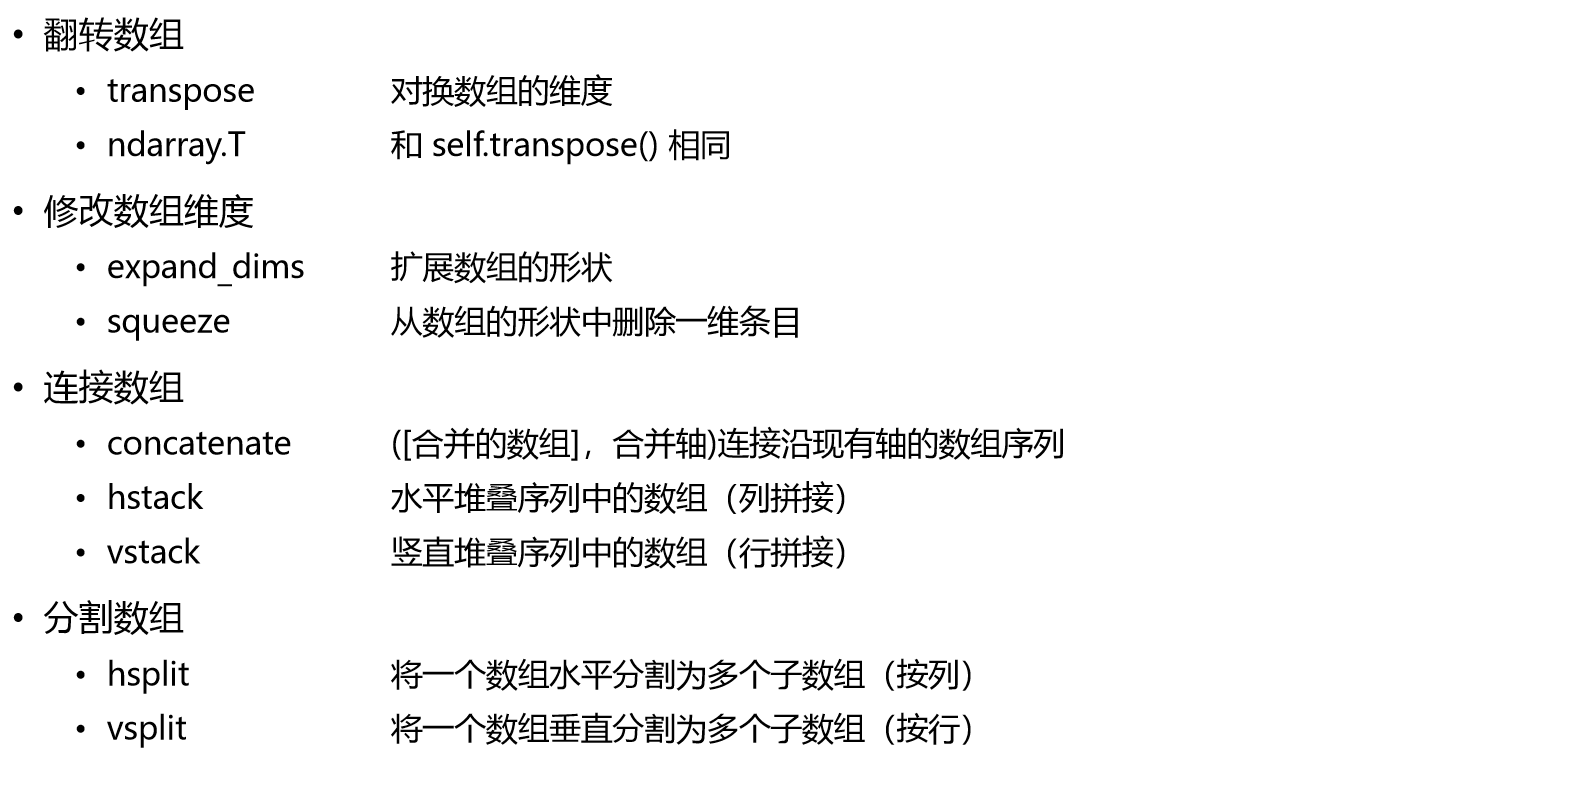 • 翻转数组
• transpose 对换数组的维度
• ndarray.T 和 self.transpose() 相同
• 修改数组维度
• expand_dims 扩展数组的形状
• squeeze 从数组的形状中删除一维条目
• 连接数组
• concatenate ([合并的数组]，合并轴)连接沿现有轴的数组序列
• hstack 水平堆叠序列中的数组（列拼接）
• vstack 竖直堆叠序列中的数组（行拼接）
• 分割数组
• hsplit 将一个数组水平分割为多个子数组（按列）
• vsplit 将一个数组垂直分割为多个子数组（按行）